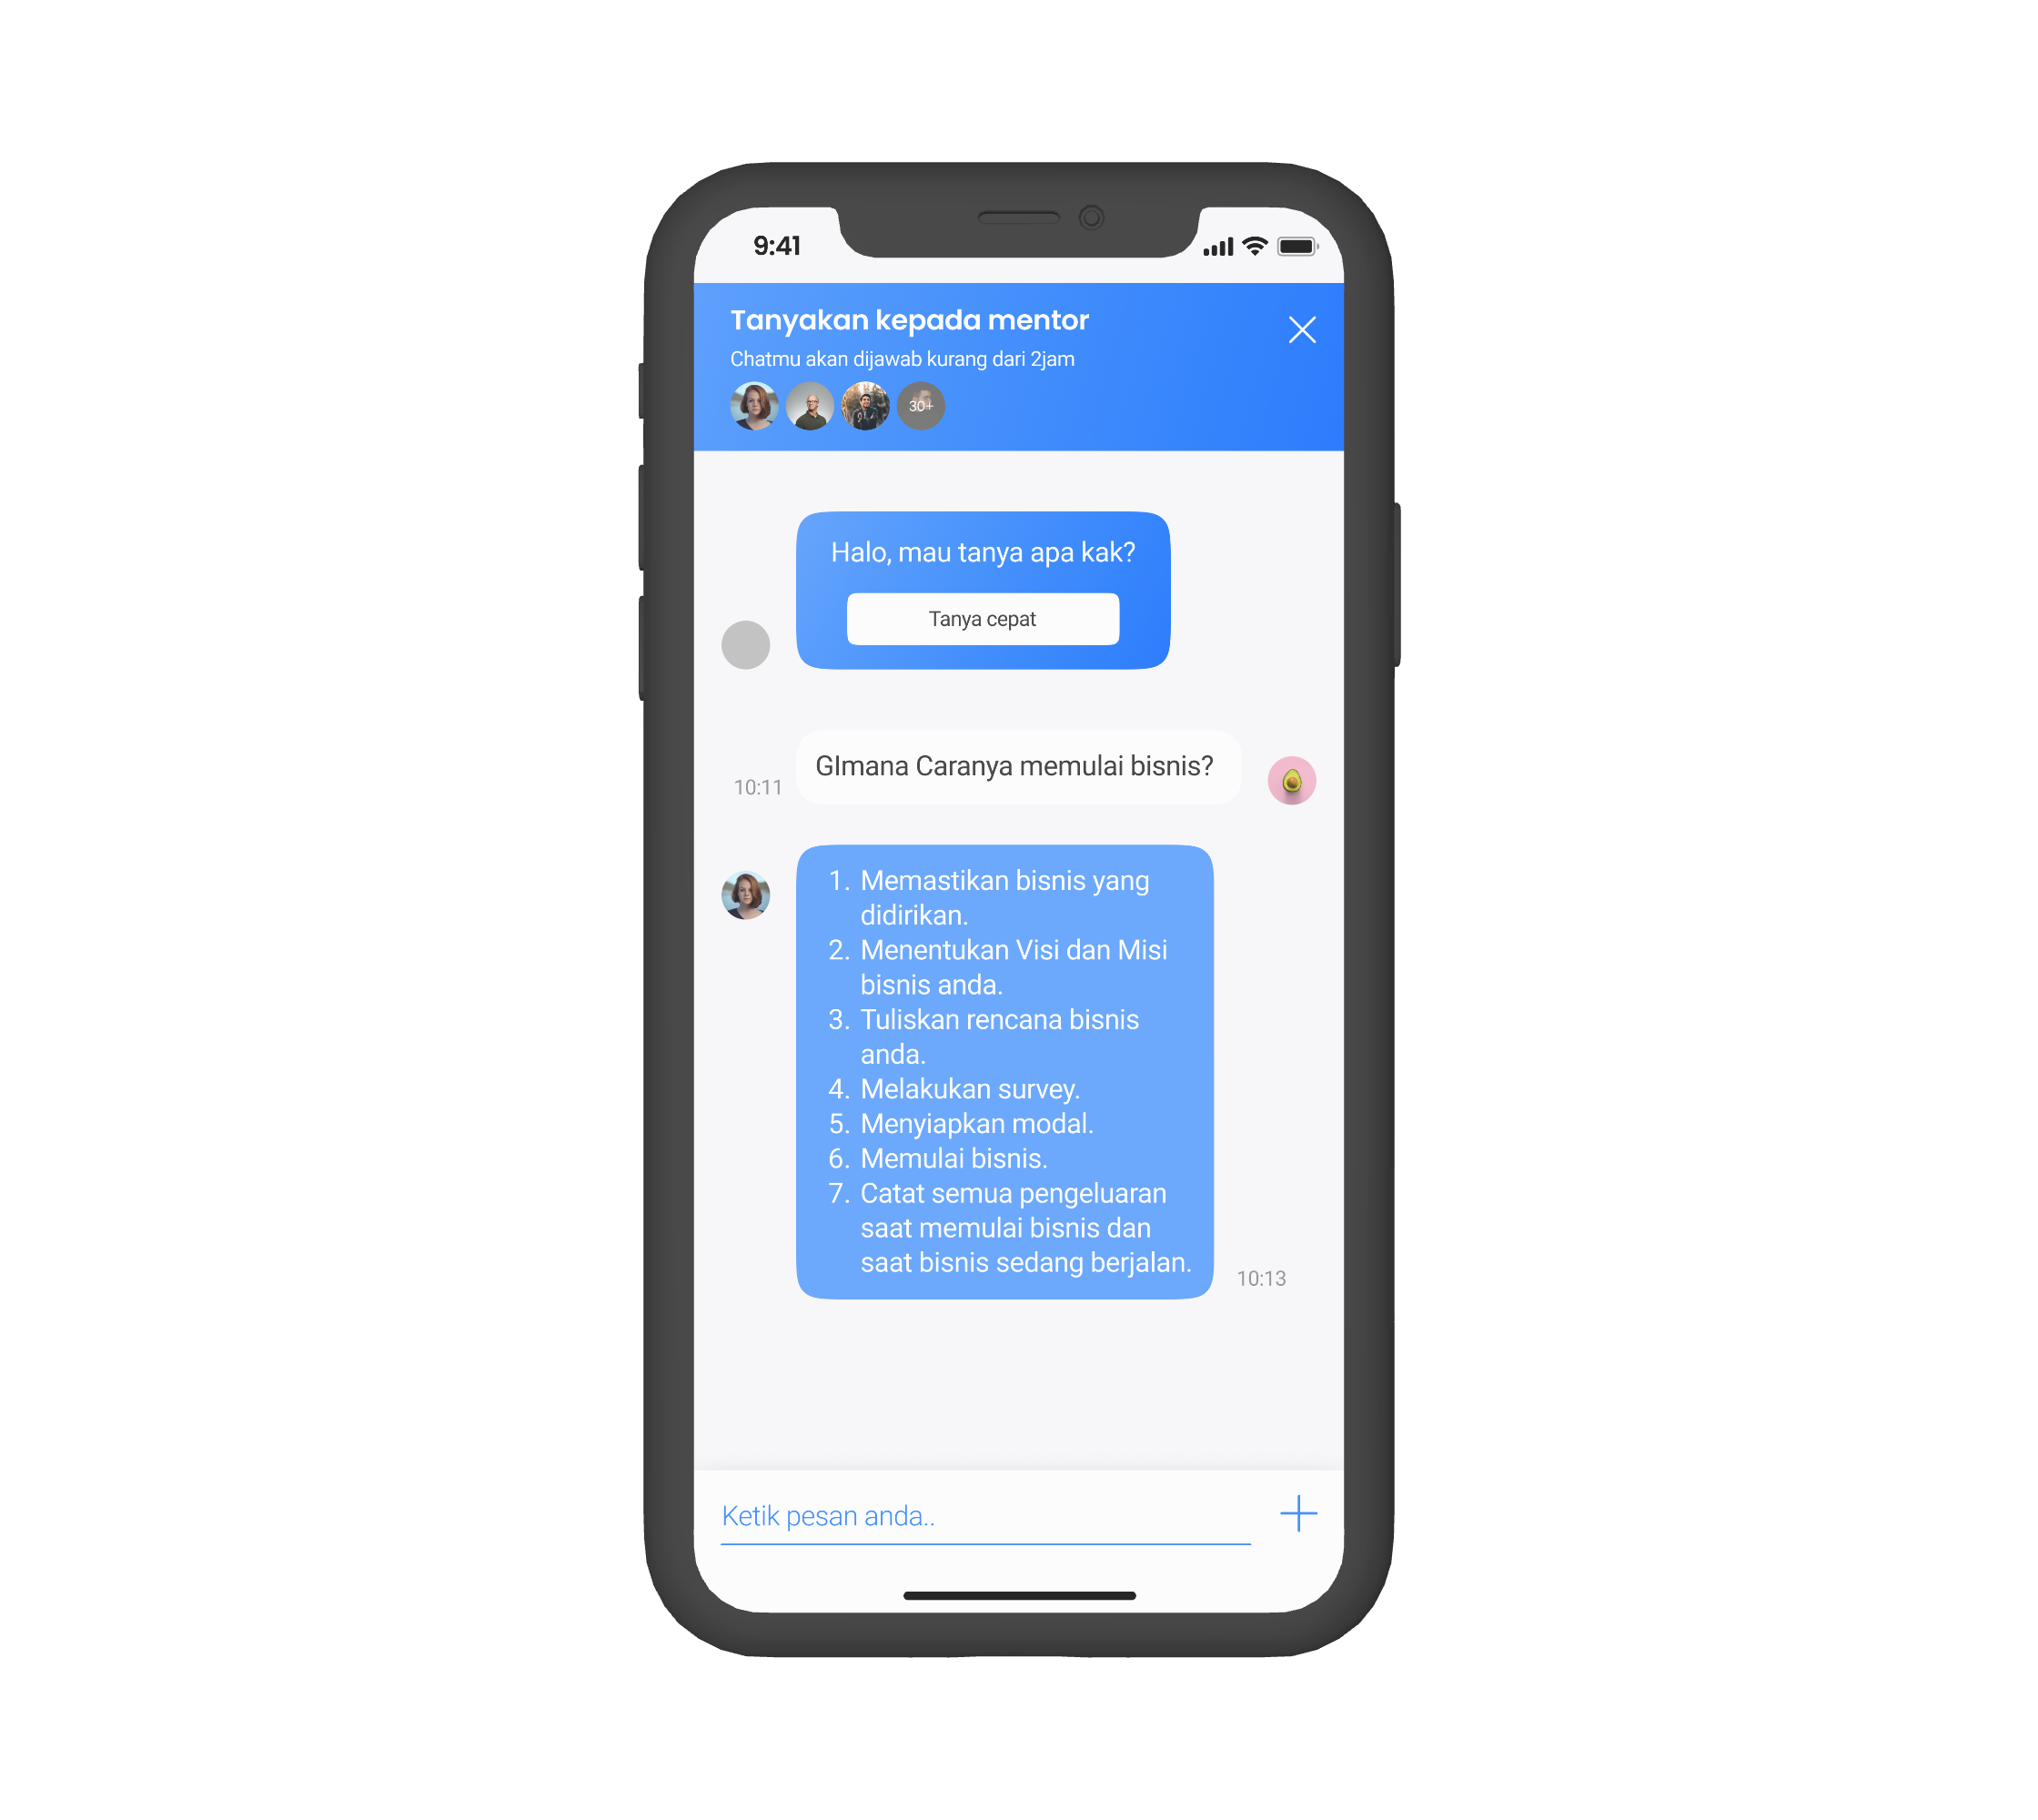 9:41
Tanyakan kepada mentor
Chatmu akan dijawab kurang dari 2jam
30+
Halo, mau tanya apa kak?
Tanya cepat
GImana Caranya memulai bisnis?
10:11
1. Memastikan bisnis yang
didirikan.
2. Menentukan Visi dan Misi
bisnis anda.
3. Tuliskan rencana bisnis
anda.
4. Melakukan survey.
5. Menyiapkan modal.
6. Memulai bisnis.
7. Catat semua pengeluaran
saat memulai bisnis dan
saat bisnis sedang berjalan.
10:13
Ketik pesan anda..